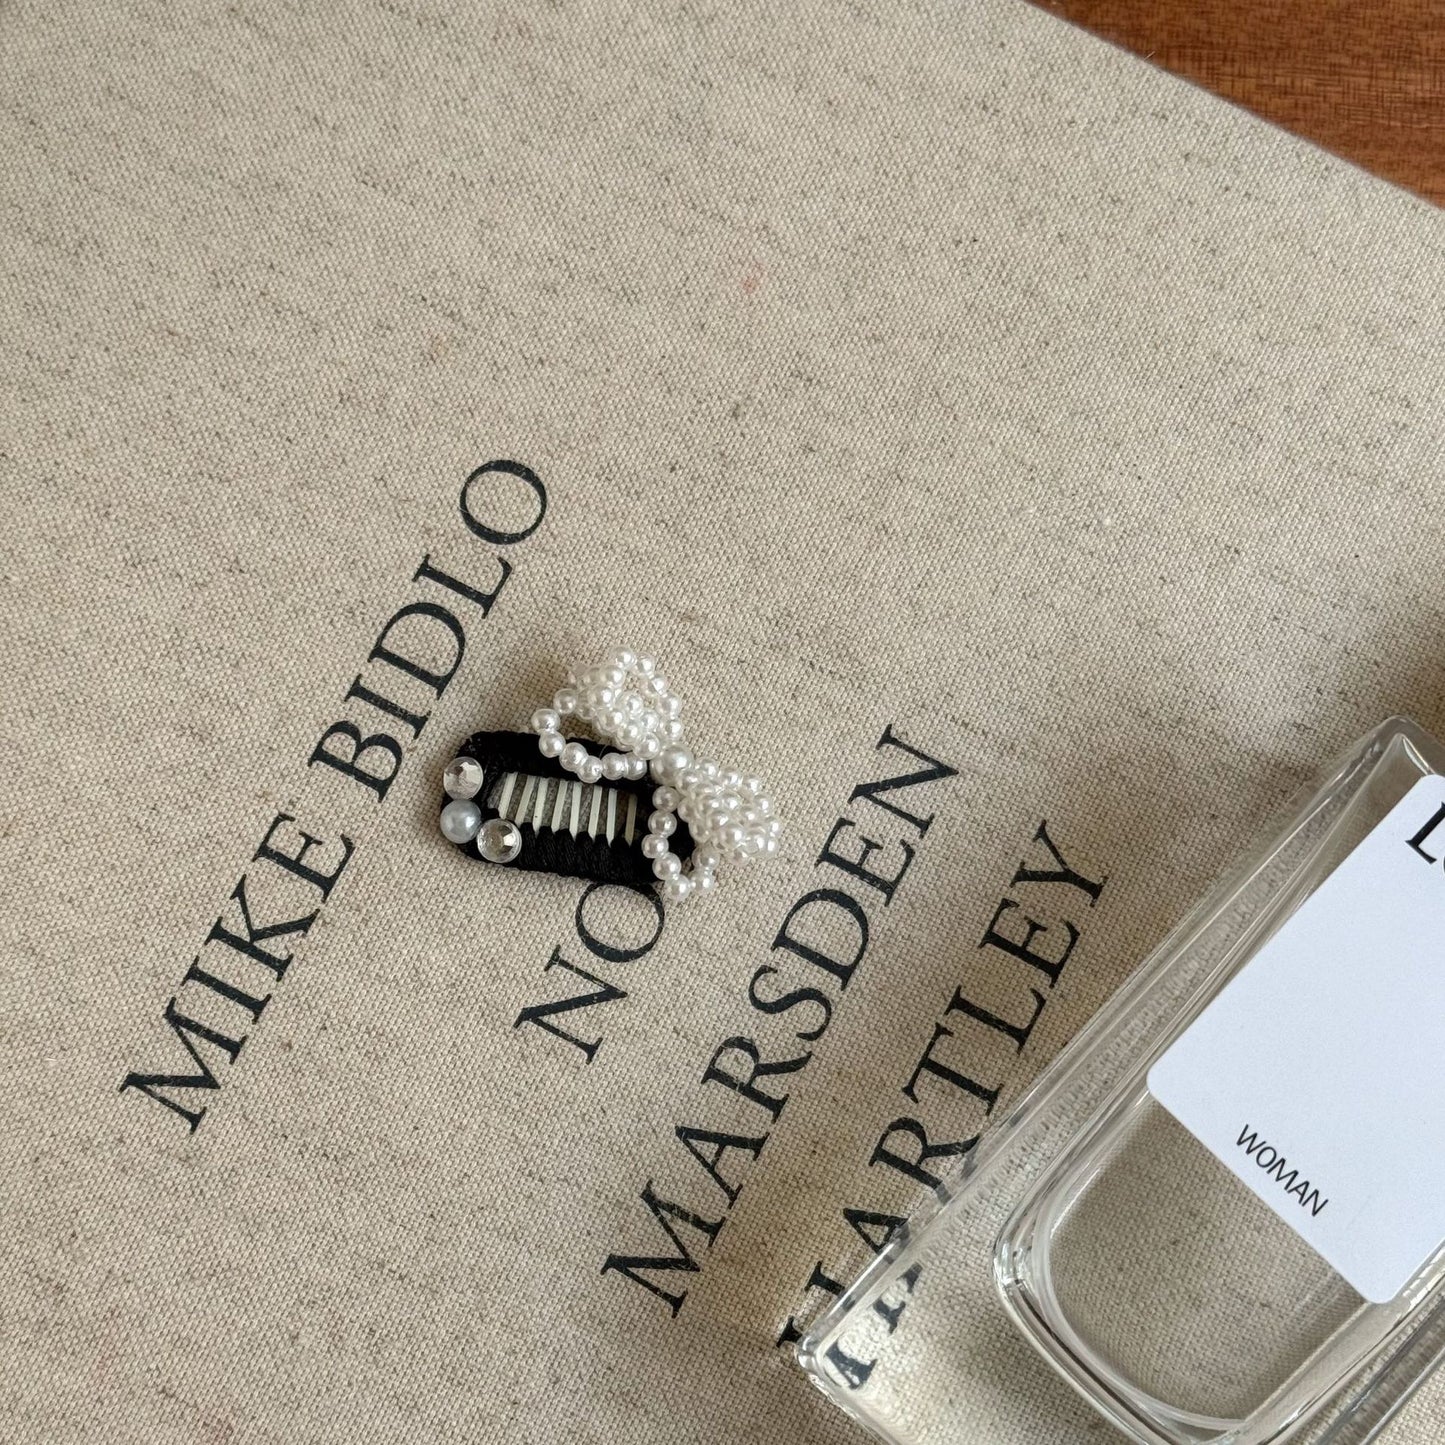 MIKE BIDLO
NO
MARSDEN
HARTLEY
WOMAN